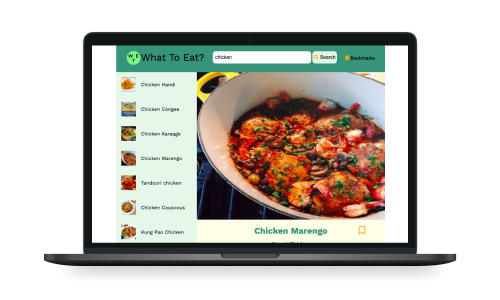 W E
T
What To Eat?
chicken
Search
Bookmarks
Chicken Handi
Chicken Congee
Chicken Karaage
Chicken Marengo
Tandoori chicken
Chicken Couscous
Kung Pao Chicken
Chicken Marengo